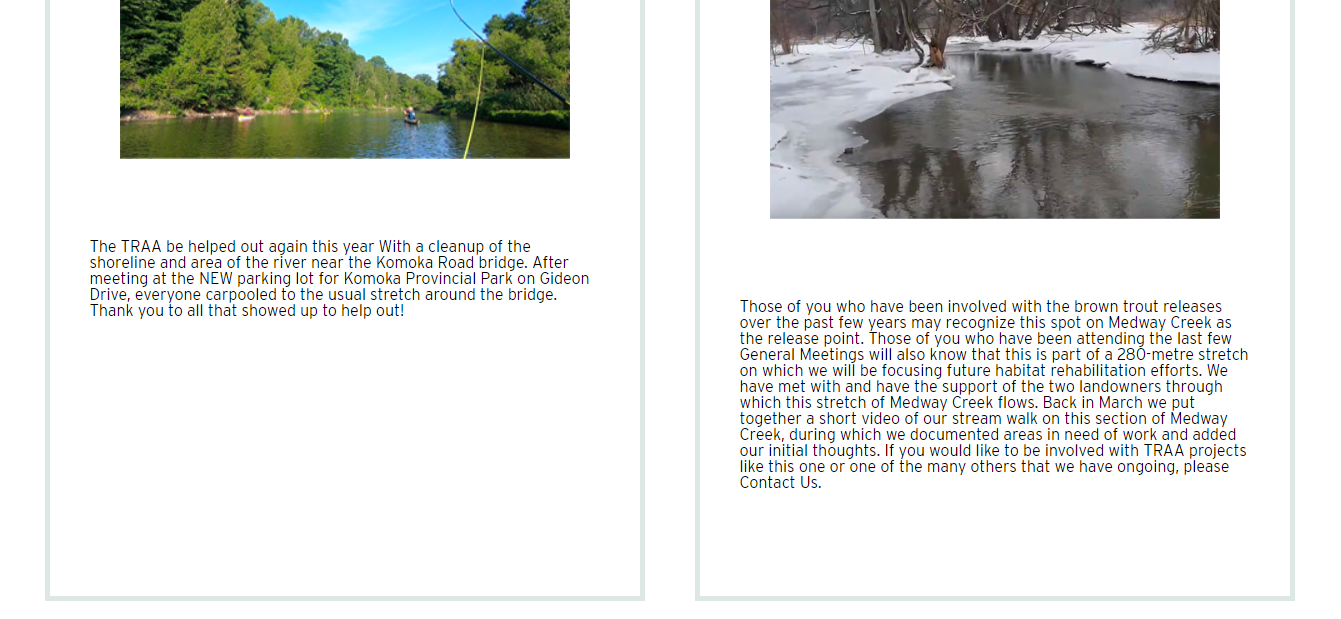 The TRAA be helped out again this year With a cleanup of the
shoreline and area of the river near the Komoka Road bridge. After
meeting at the NEW parking lot for Komoka Provincial Park on Gideon
Drive, everyone carpooled to the usual stretch around the bridge.
Thank you to all that showed up to help out!
Those of you who have been involved with the brown trout releases
over the past few years may recognize this spot on Medway Creek as
the release point. Those of you who have been attending the last few
General Meetings will also know that this is part of a 280-metre stretch
on which we will be focusing future habitat rehabilitation efforts. We
have met with and have the support of the two landowners through
which this stretch of Medway Creek flows. Back in March we put
together a short video of our stream walk on this section of Medway
Creek, during which we documented areas in need of work and added
our initial thoughts. If you would like to be involved with TRAA projects
like this one or one of the many others that we have ongoing, please
Contact Us.